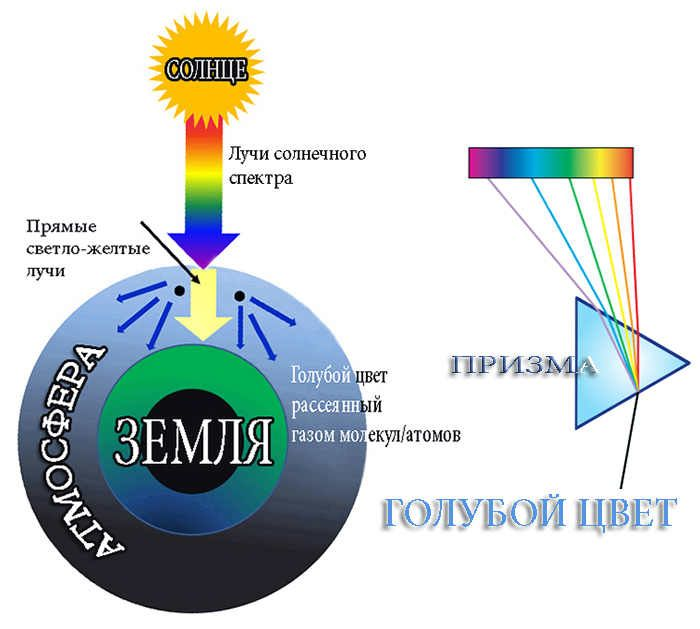 СОЛНЦЕ
Лучи солнечного
спектра
Прямые
светло-желтые
лучи
АТМОСФЕРА
ЗЕМЛЯ
Голубой цвет
рассеянный
газом молекул/атомов
ПРИЗМА
ГОЛУБОЙ ЦВЕТ